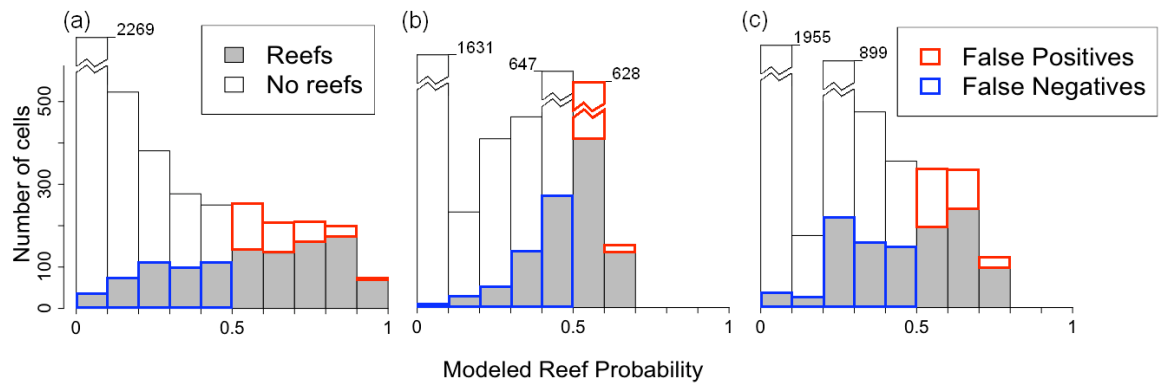 (a)
2269
Reefs
No reefs
(b)
1631
647
628
(c)
1955
899
False Positives
False Negatives
Number of cells
500
300
100
0
0
0.5
1
0
0.5
1
0
0.5
1
Modeled Reef Probability